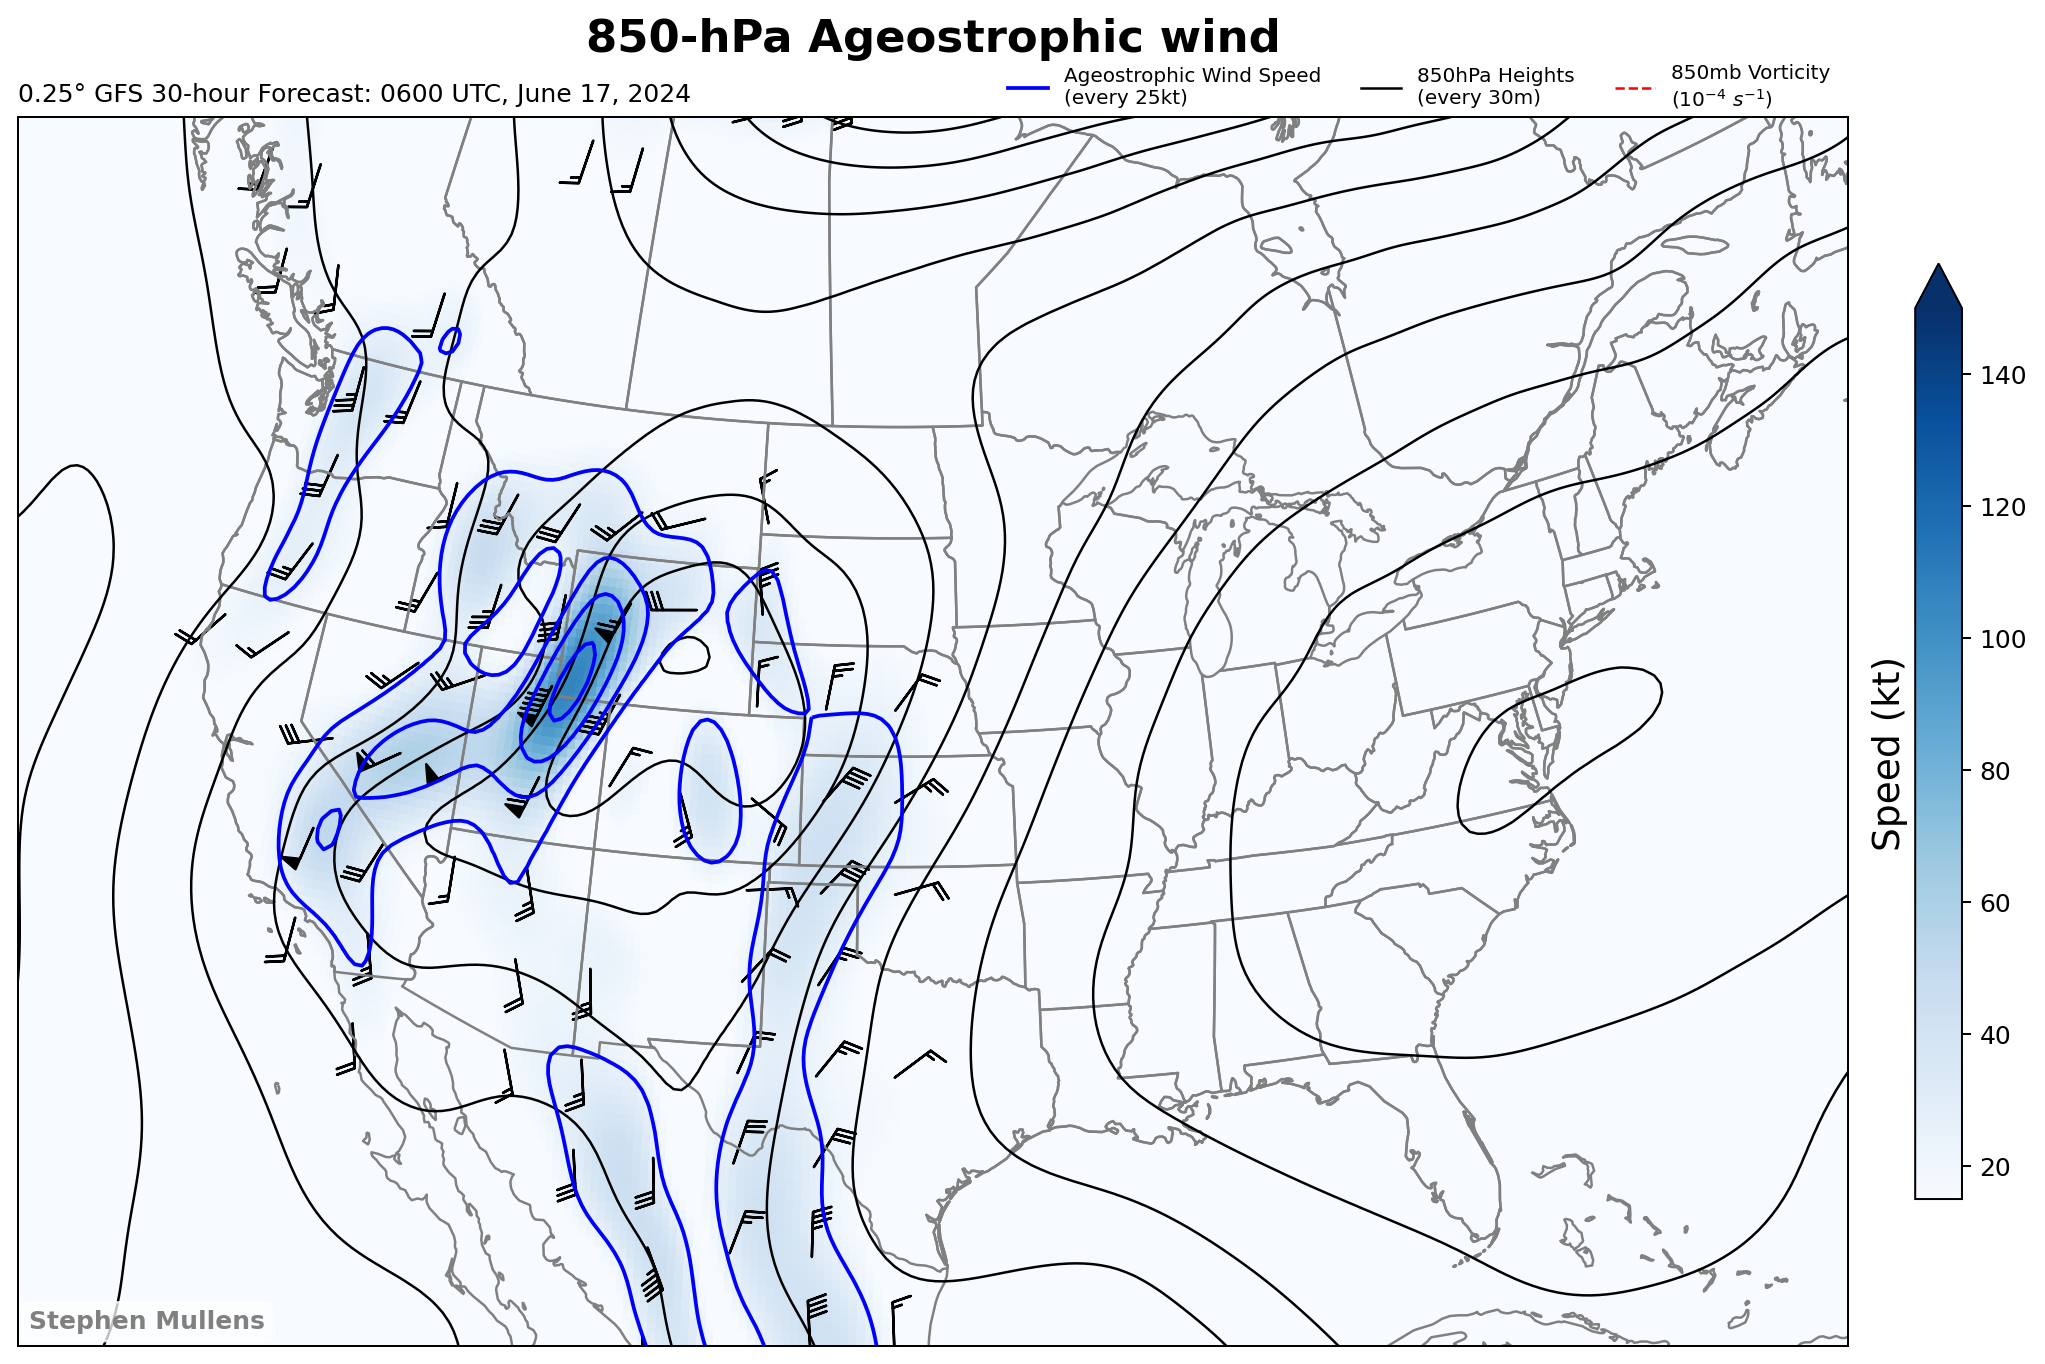 850-hPa Ageostrophic wind
0.25° GFS 30-hour Forecast: 0600 UTC, June 17, 2024
Ageostrophic Wind Speed
(every 25kt)
850hPa Heights
(every 30m)
850mb Vorticity
(10⁻⁴ s⁻¹)
140
120
100
80
60
40
20
Speed (kt)
Stephen Mullens